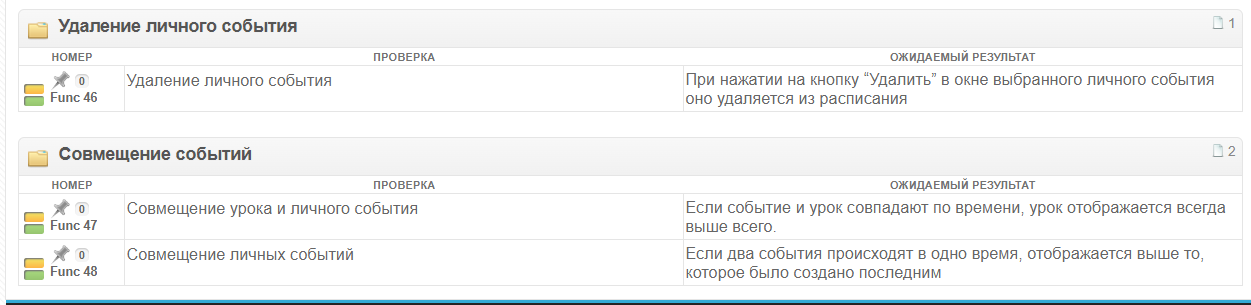 Удаление личного события 1
НОМЕР ПРОВЕРКА ОЖИДАЕМЫЙ РЕЗУЛЬТАТ
0
Func 46
Удаление личного события
При нажатии на кнопку “Удалить” в окне выбранного личного события
оно удаляется из расписания
Совмещение событий 2
НОМЕР ПРОВЕРКА ОЖИДАЕМЫЙ РЕЗУЛЬТАТ
0
Func 47
Совмещение урока и личного события
Если событие и урок совпадают по времени, урок отображается всегда
выше всего.
0
Func 48
Совмещение личных событий
Если два события происходят в одно время, отображается выше то,
которое было создано последним